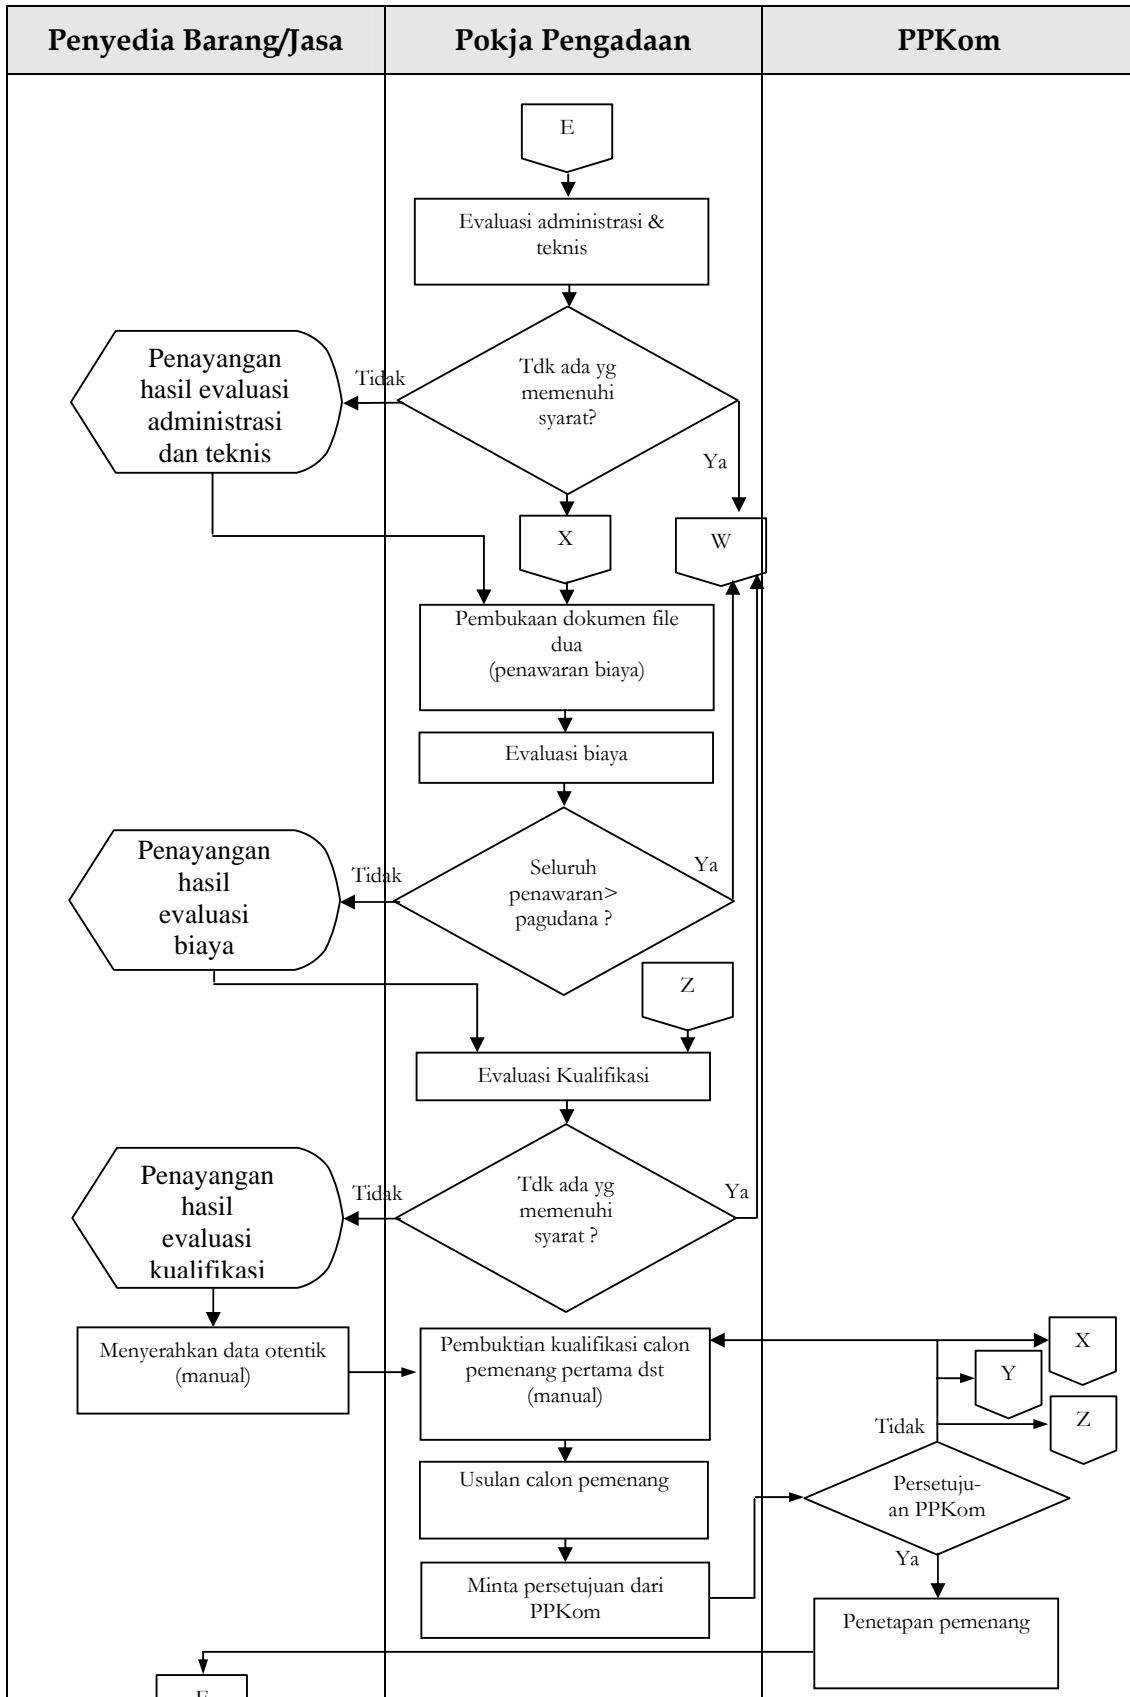 Penyedia Barang/Jasa
Pokja Pengadaan
PPKom
E
Evaluasi administrasi &
teknis
Tdk ada yg
memenuhi
syarat?
Tidak
Ya
Penayangan
hasil evaluasi
administrasi
dan teknis
X
W
Pembukaan dokumen file
dua
(penawaran biaya)
Evaluasi biaya
Seluruh
penawaran>
pagudana ?
Tidak
Ya
Penayangan
hasil
evaluasi
biaya
Z
Evaluasi Kualifikasi
Tdk ada yg
memenuhi
syarat ?
Tidak
Ya
Penayangan
hasil
evaluasi
kualifikasi
Menyerahkan data otentik
(manual)
Pembuktian kualifikasi calon
pemenang pertama dst
(manual)
X
Y
Z
Tidak
Usulan calon pemenang
Persetuju-
an PPKom
Ya
Minta persetujuan dari
PPKom
Penetapan pemenang